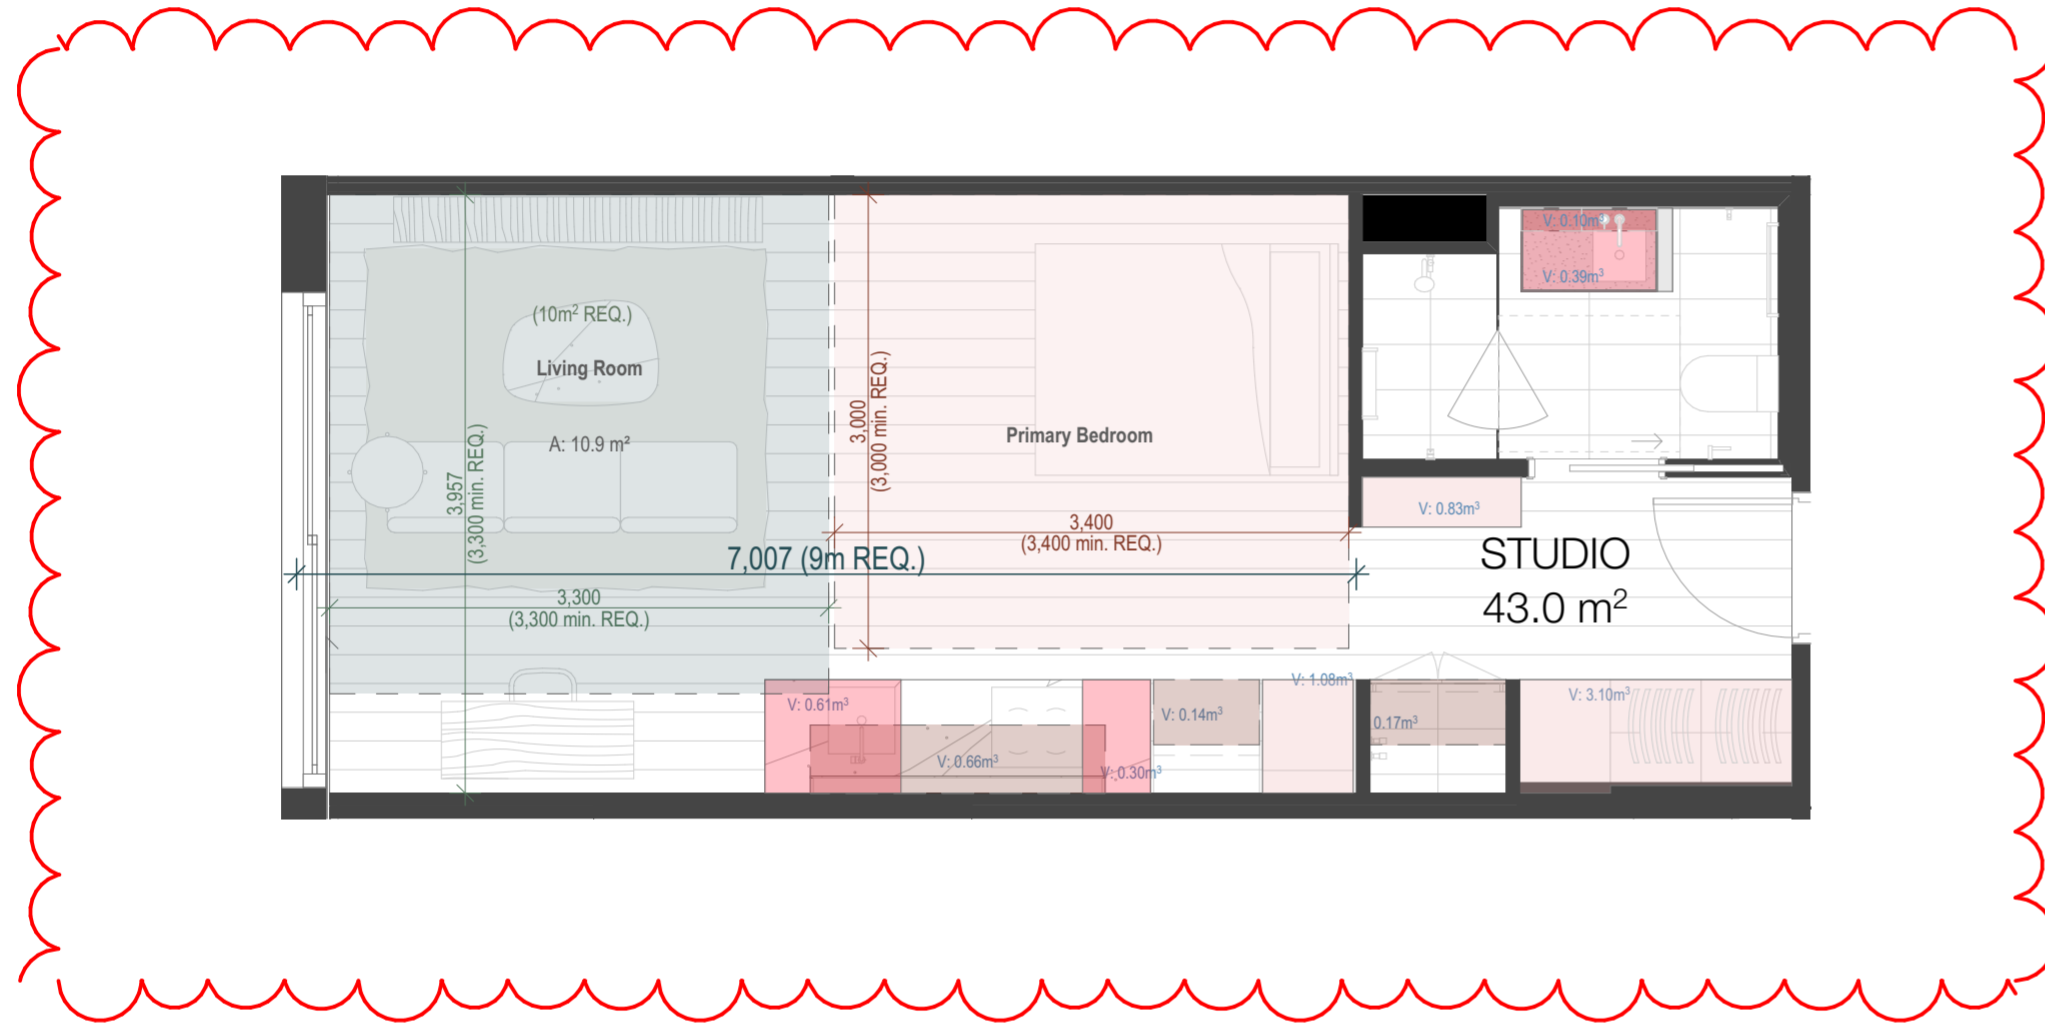 V: 0.10m³
V: 0.39m³
(10m² REQ.)
Living Room
A: 10.9 m²
3,957
(3,300 min. REQ.)
3,000
(3,000 min. REQ.)
Primary Bedroom
3,400
(3,400 min. REQ.)
7,007 (9m REQ.)
3,300
(3,300 min. REQ.)
V: 0.83m³
STUDIO
43.0 m²
V: 0.61m³
V: 0.66m³
V: 0.30m³
V: 0.14m³
V: 1.08m³
0.17m³
V: 3.10m³